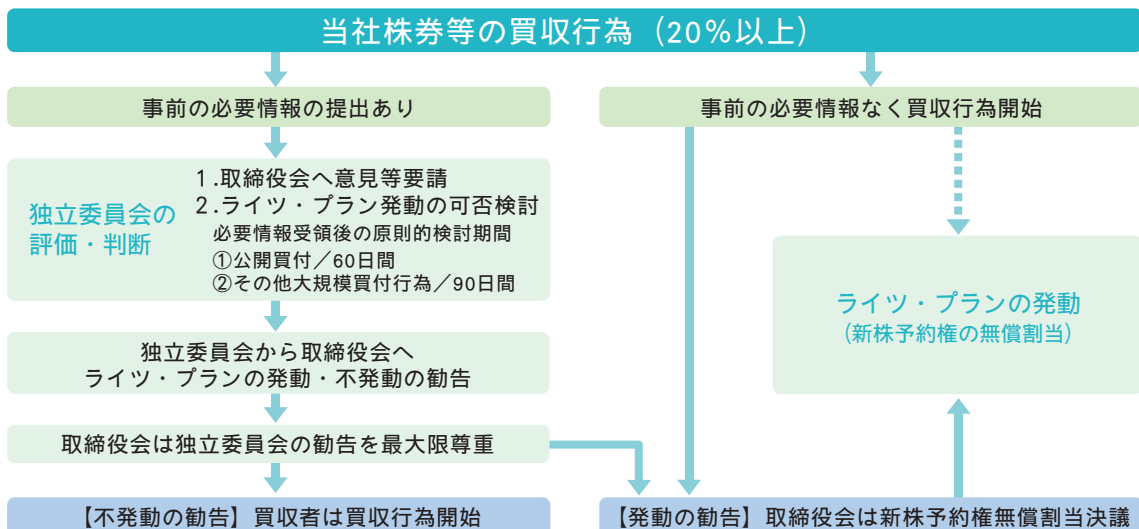 当社株券等の買収行為（20％以上）
事前の必要情報の提出あり
事前の必要情報なく買収行為開始
独立委員会の
評価・判断
１.取締役会へ意見等要請
２.ライツ・プラン発動の可否検討
必要情報受領後の原則的検討期間
①公開買付／60日間
②その他大規模買付行為／90日間
ライツ・プランの発動
(新株予約権の無償割当)
独立委員会から取締役会へ
ライツ・プランの発動・不発動の勧告
取締役会は独立委員会の勧告を最大限尊重
【不発動の勧告】買収者は買収行為開始
【発動の勧告】取締役会は新株予約権無償割当決議